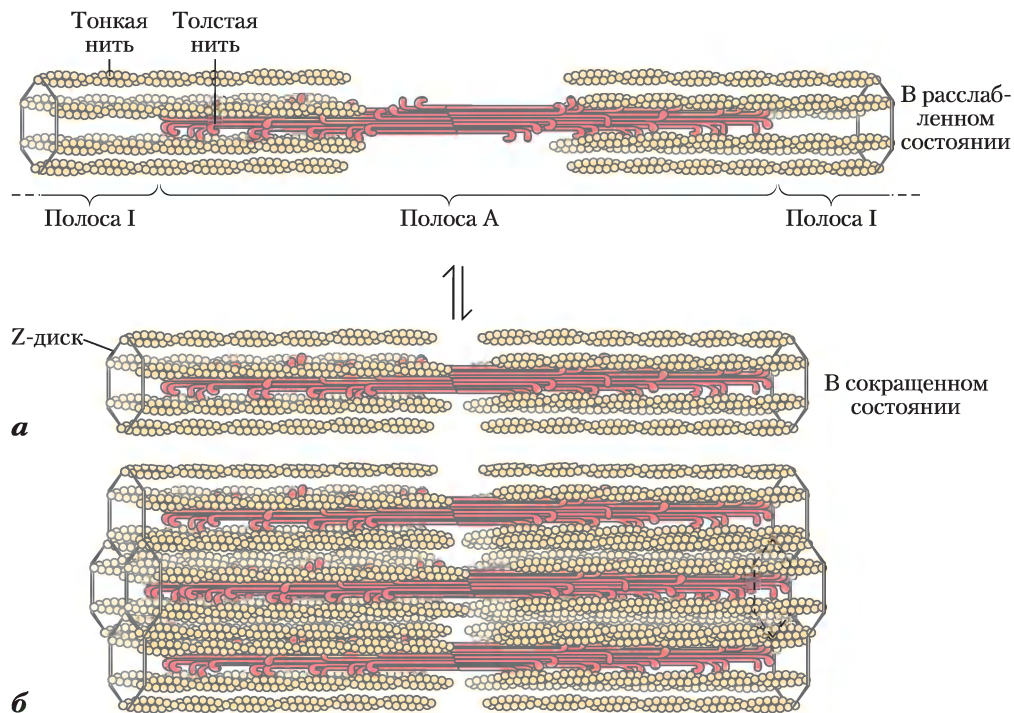 Тонкая
нить
Толстая
нить
В расслаб-
ленном
состоянии
Полоса I
Полоса А
Полоса I
Z-диск
В сокращенном
состоянии
а
б